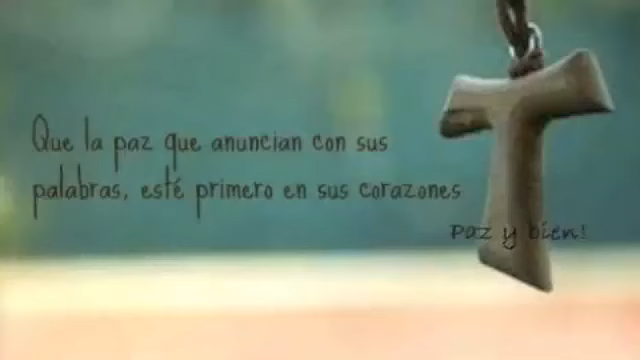 Que la paz que anuncian con sus
palabras, esté primero en sus corazones
Paz y bien!